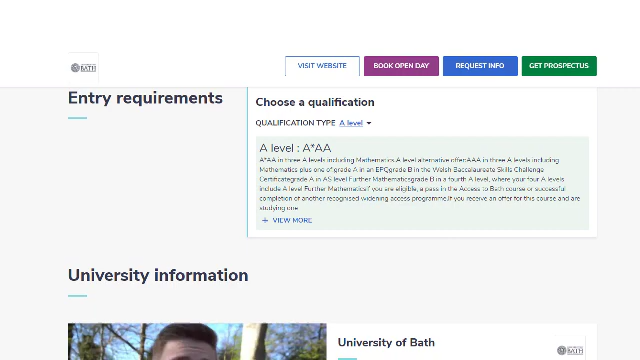 BATH
VISIT WEBSITE
BOOK OPEN DAY
REQUEST INFO
GET PROSPECTUS
Entry requirements
Choose a qualification
QUALIFICATION TYPE A level
A level : A*AA
A*AA in three A levels including Mathematics.A level alternative offer:AAA in three A levels including
Mathematics plus one of grade A in an EPQgrade B in the Welsh Baccalaureate Skills Challenge
Certificategrade A in AS level Further Mathematicsgrade B in a fourth A level, where your four A levels
include A level Further MathematicsIf you are eligible, a pass in the Access to Bath course or successful
completion of another recognised widening access programme.If you receive an offer for this course and are
studying one
+ VIEW MORE
University information
University of Bath
BATH